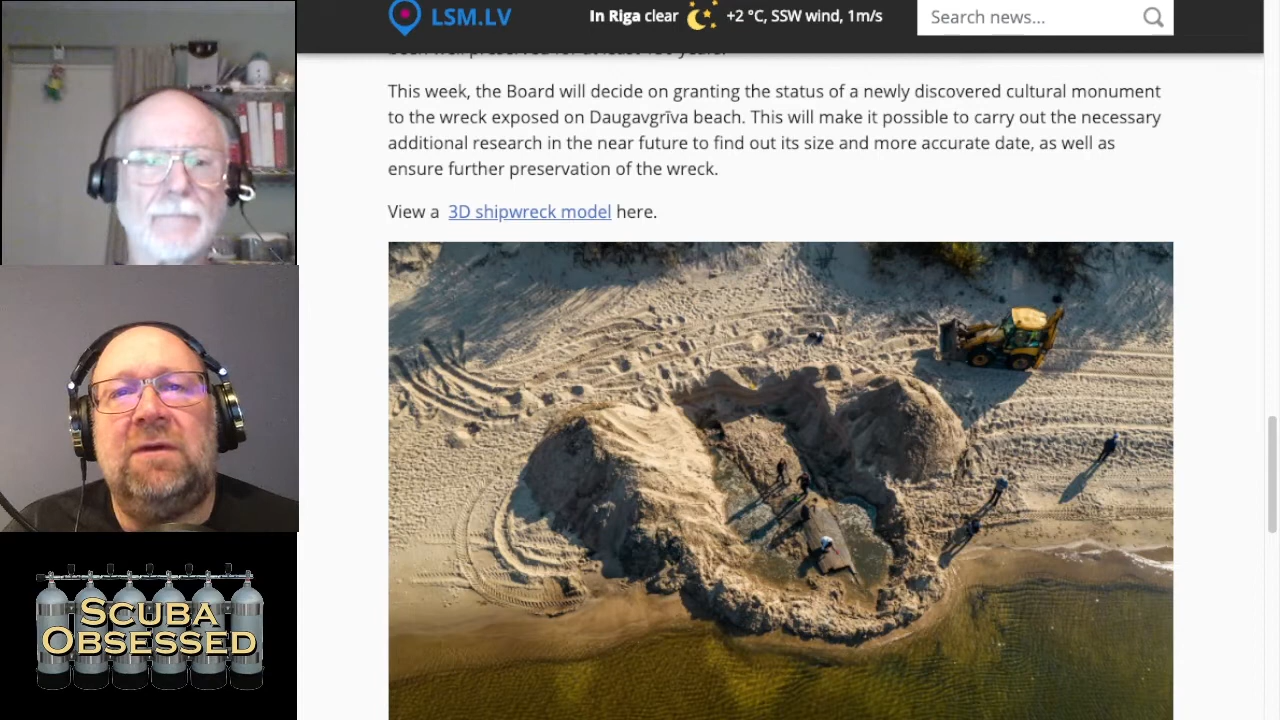 LSM.LV
In Riga clear +2 °C, SSW wind, 1m/s
Search news...
This week, the Board will decide on granting the status of a newly discovered cultural monument
to the wreck exposed on Daugavgrīva beach. This will make it possible to carry out the necessary
additional research in the near future to find out its size and more accurate date, as well as
ensure further preservation of the wreck.
View a 3D shipwreck model here.
SCUBA
OBSESSED